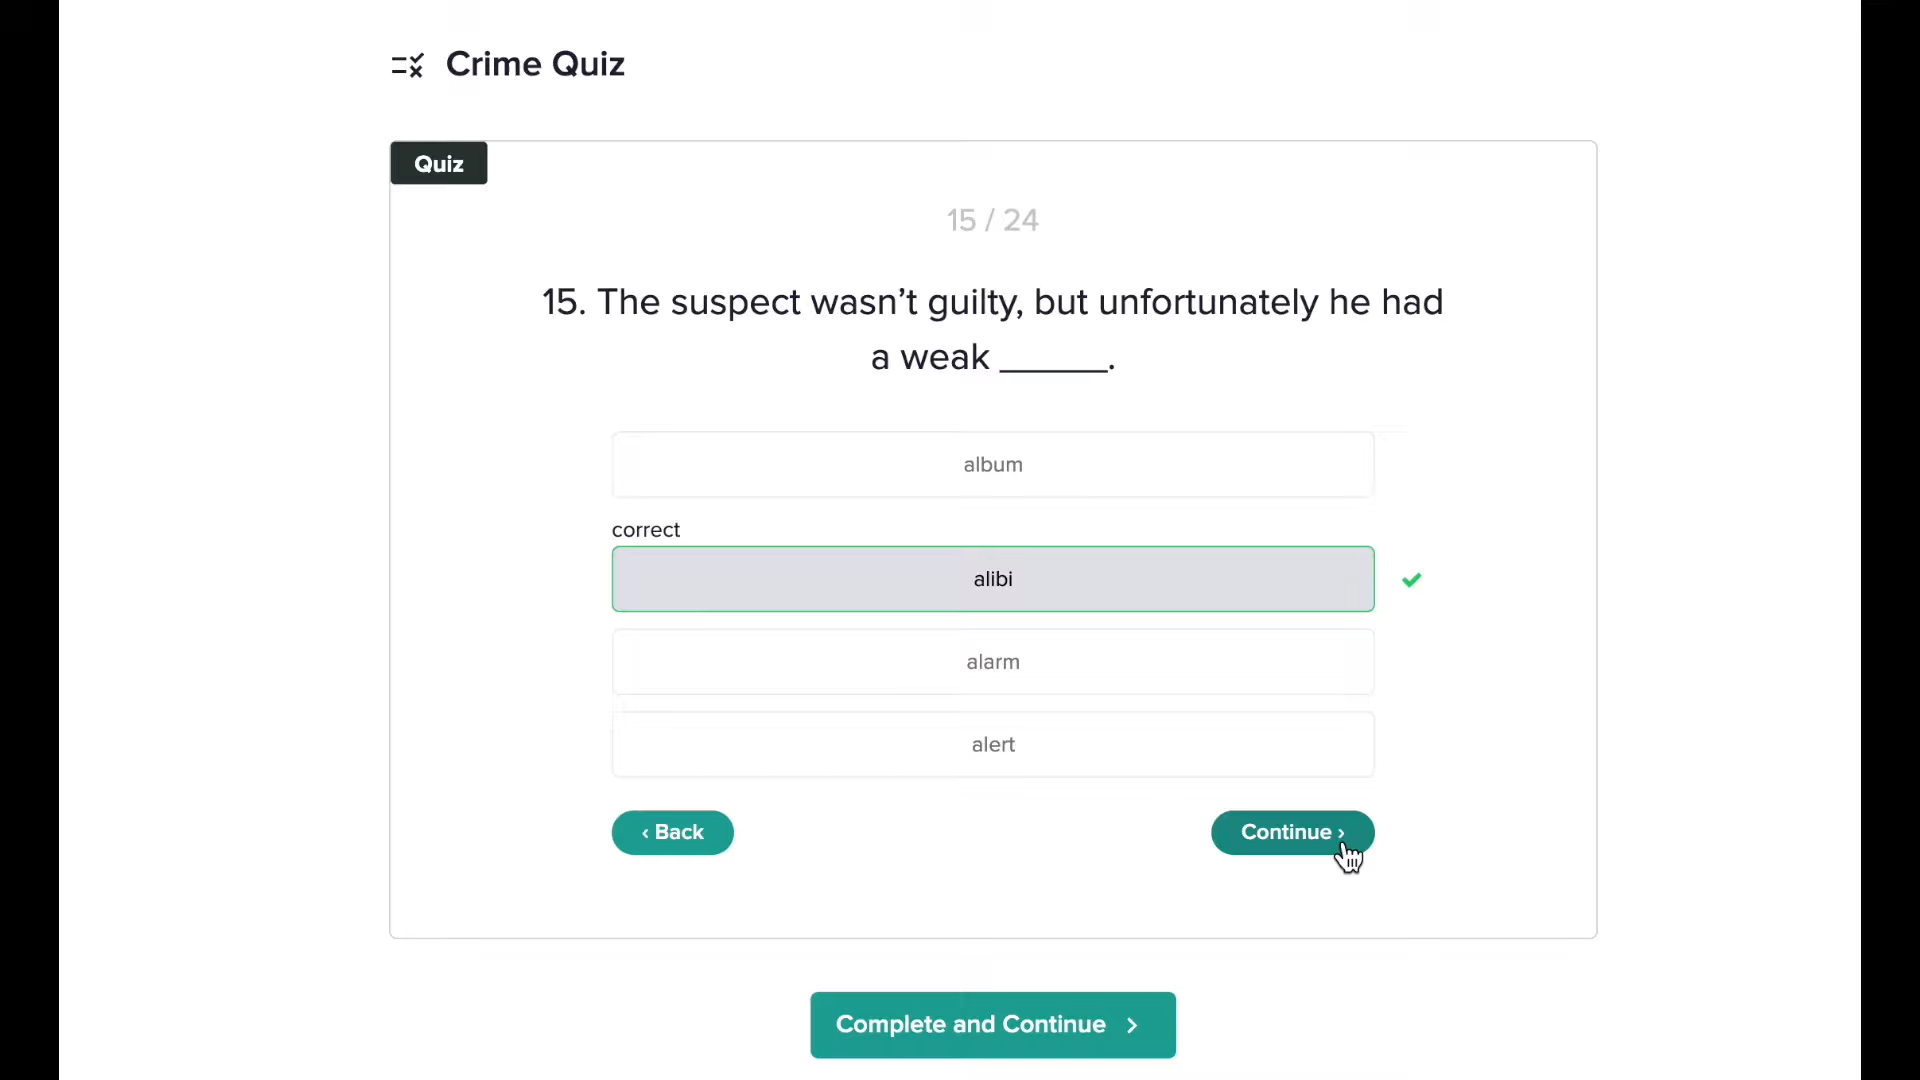 Crime Quiz
Quiz
15 / 24
15. The suspect wasn’t guilty, but unfortunately he had
a weak ______.
album
correct
alibi
alarm
alert
‹ Back
Continue ›
Complete and Continue >